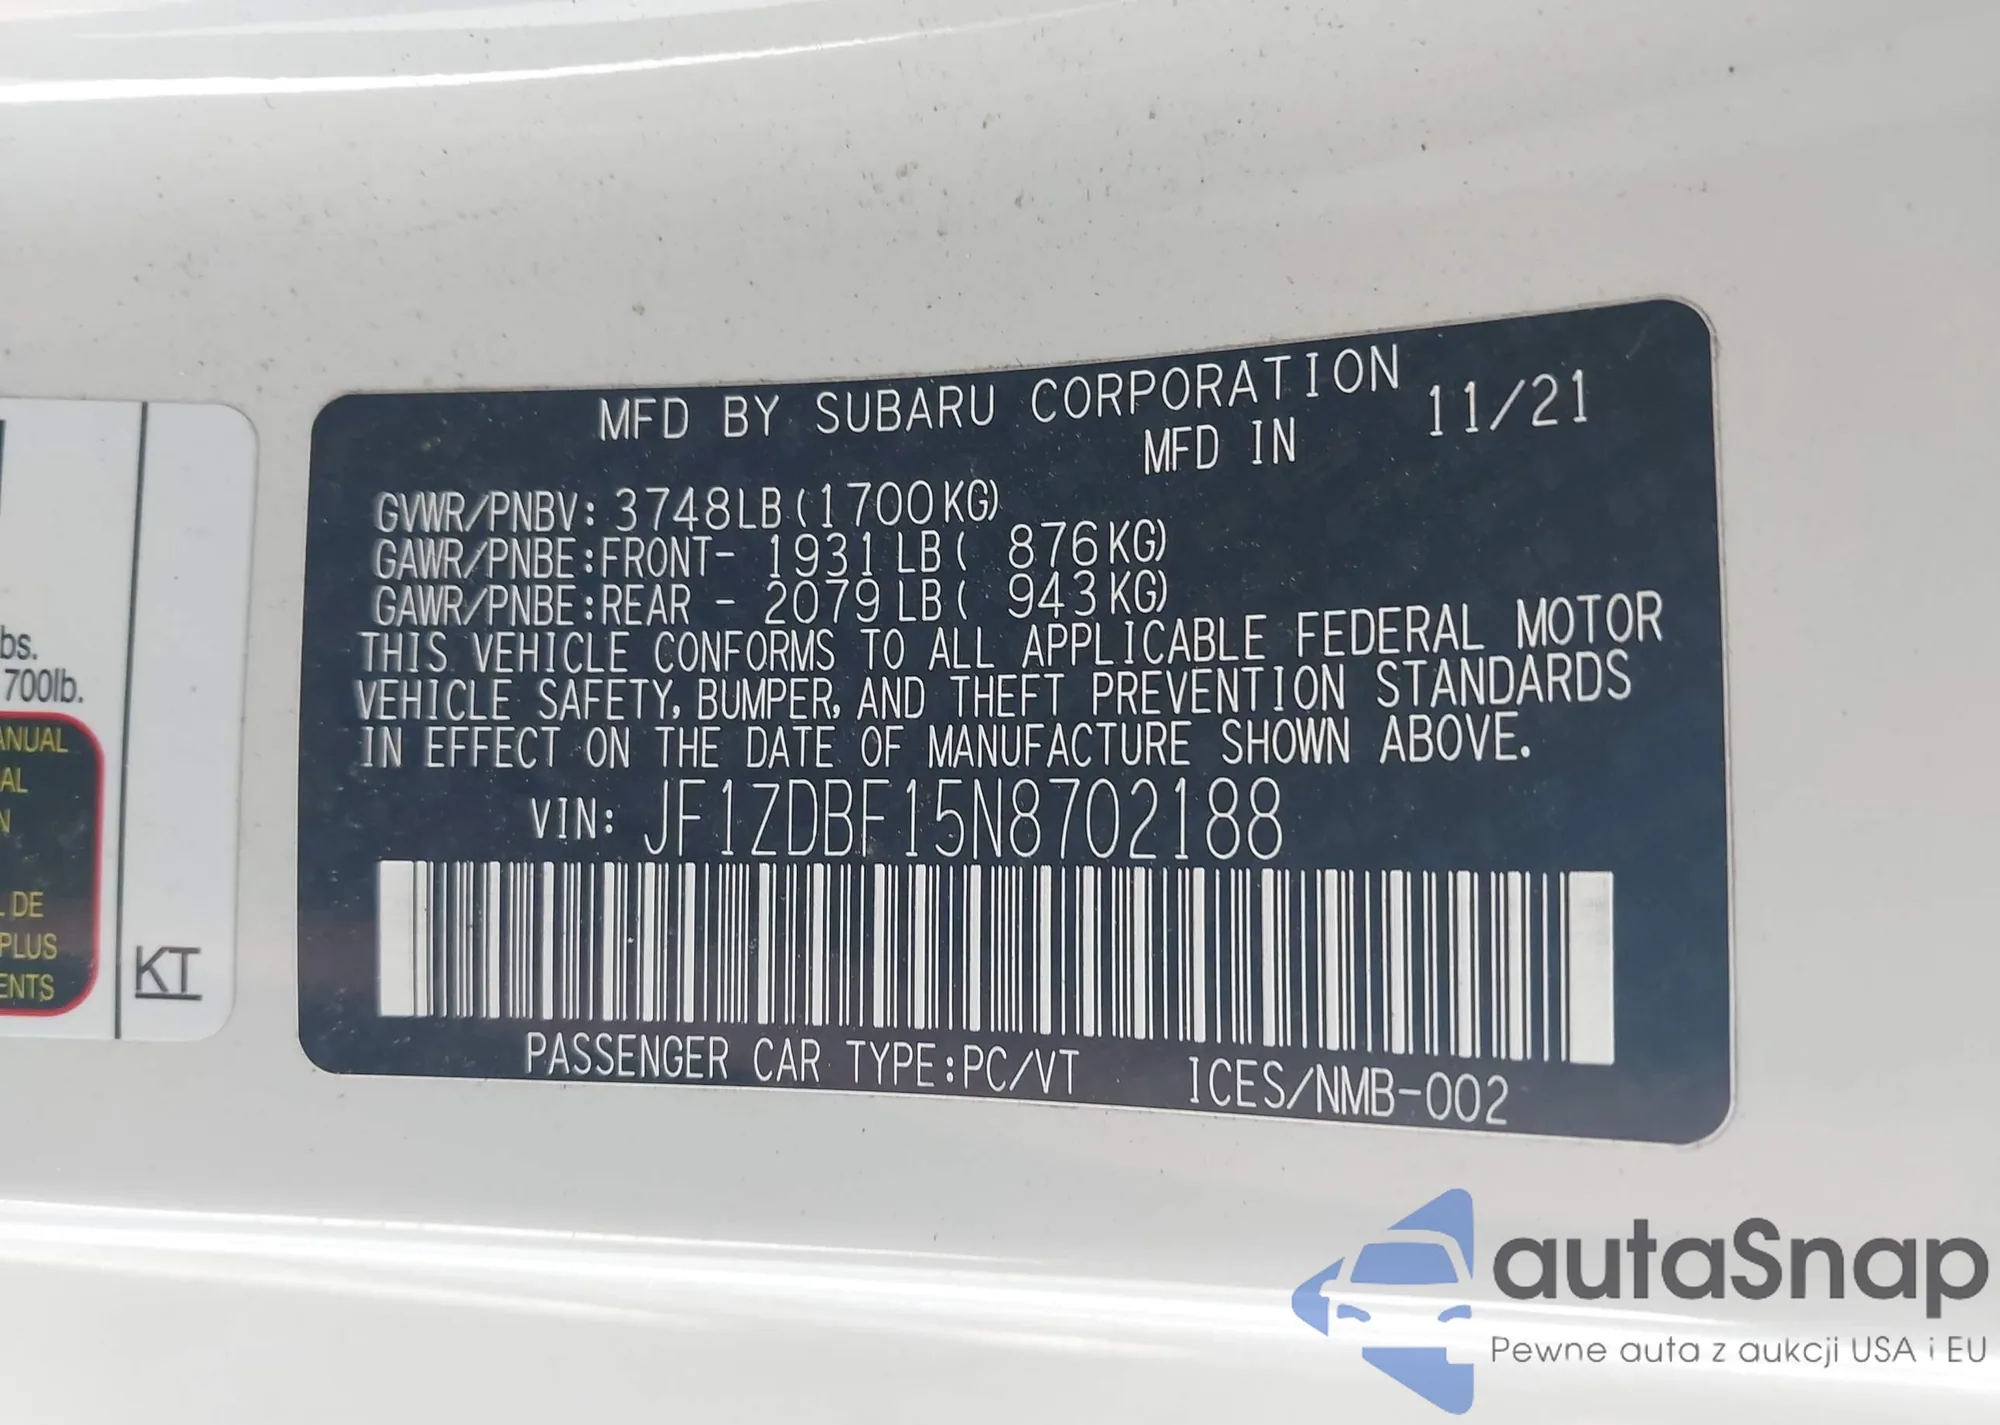 MFD BY SUBARU CORPORATION 11/21
MFD IN
GVWR/PNBV: 3748LB(1700KG)
GAWR/PNBE:FRONT- 1931LB( 876KG)
GAWR/PNBE:REAR - 2079LB( 943KG)
THIS VEHICLE CONFORMS TO ALL APPLICABLE FEDERAL MOTOR
VEHICLE SAFETY, BUMPER, AND THEFT PREVENTION STANDARDS
IN EFFECT ON THE DATE OF MANUFACTURE SHOWN ABOVE.
VIN: JF1ZDBF15N8702188
PASSENGER CAR TYPE:PC/VT ICES/NMB-002
700lb.
DE
PLUS
KT
autaSnap
Pewne auta z aukcji USA i EU